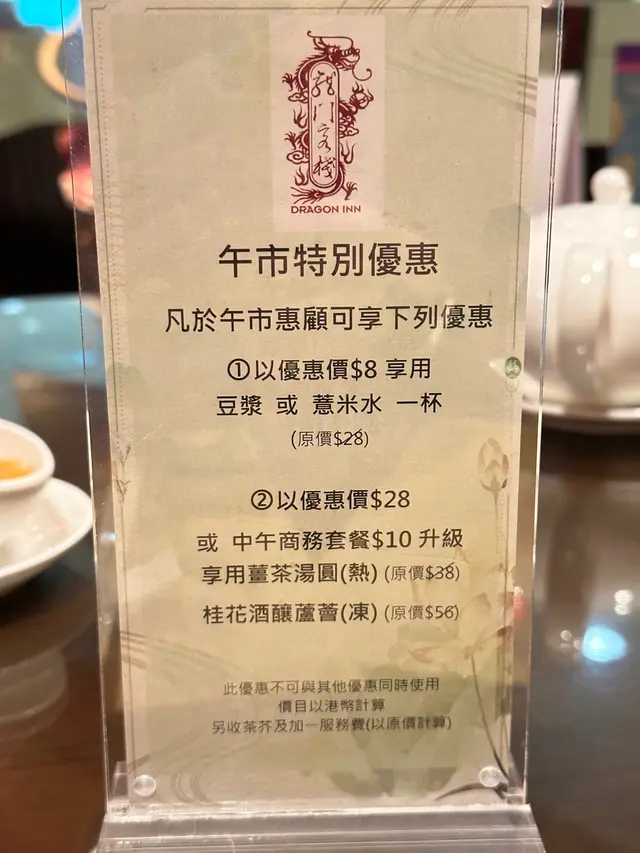 龍門客棧
DRAGON INN
午市特別優惠
凡於午市惠顧可享下列優惠
①以優惠價$8 享用
豆漿 或 薏米水 一杯
(原價$28)
②以優惠價$28
或 中午商務套餐$10 升級
享用薑茶湯圓(熱) (原價$38)
桂花酒釀蘆薈(凍) (原價$56)
此優惠不可與其他優惠同時使用
價目以港幣計算
另收茶芥及加一服務費(以原價計算)